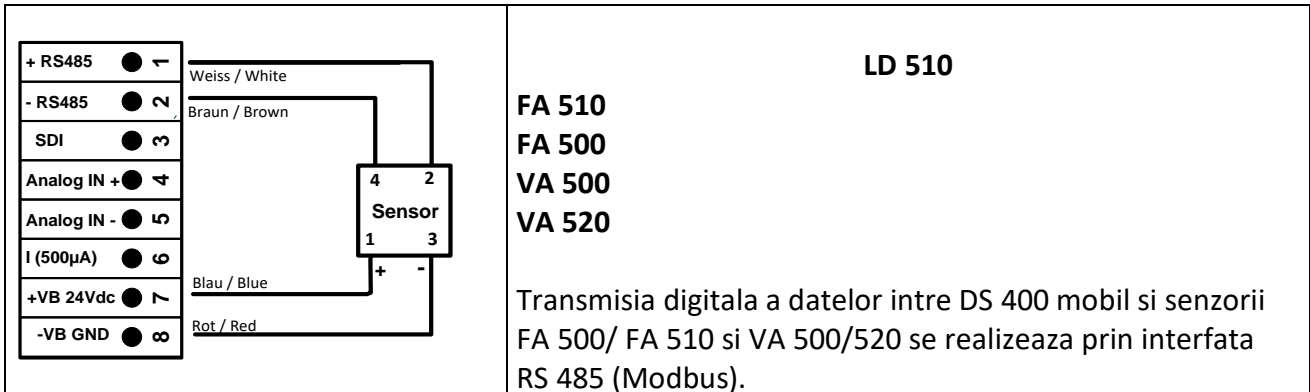 + RS485 1
- RS485 2
SDI 3
Analog IN + 4
Analog IN - 5
I (500µA) 6
+VB 24Vdc 7
-VB GND 8
Weiss / White
Braun / Brown
4 2
Sensor
1 3
+ -
Blau / Blue
Rot / Red
LD 510
FA 510
FA 500
VA 500
VA 520
Transmisia digitala a datelor intre DS 400 mobil si senzorii
FA 500/ FA 510 si VA 500/520 se realizeaza prin interfata
RS 485 (Modbus).